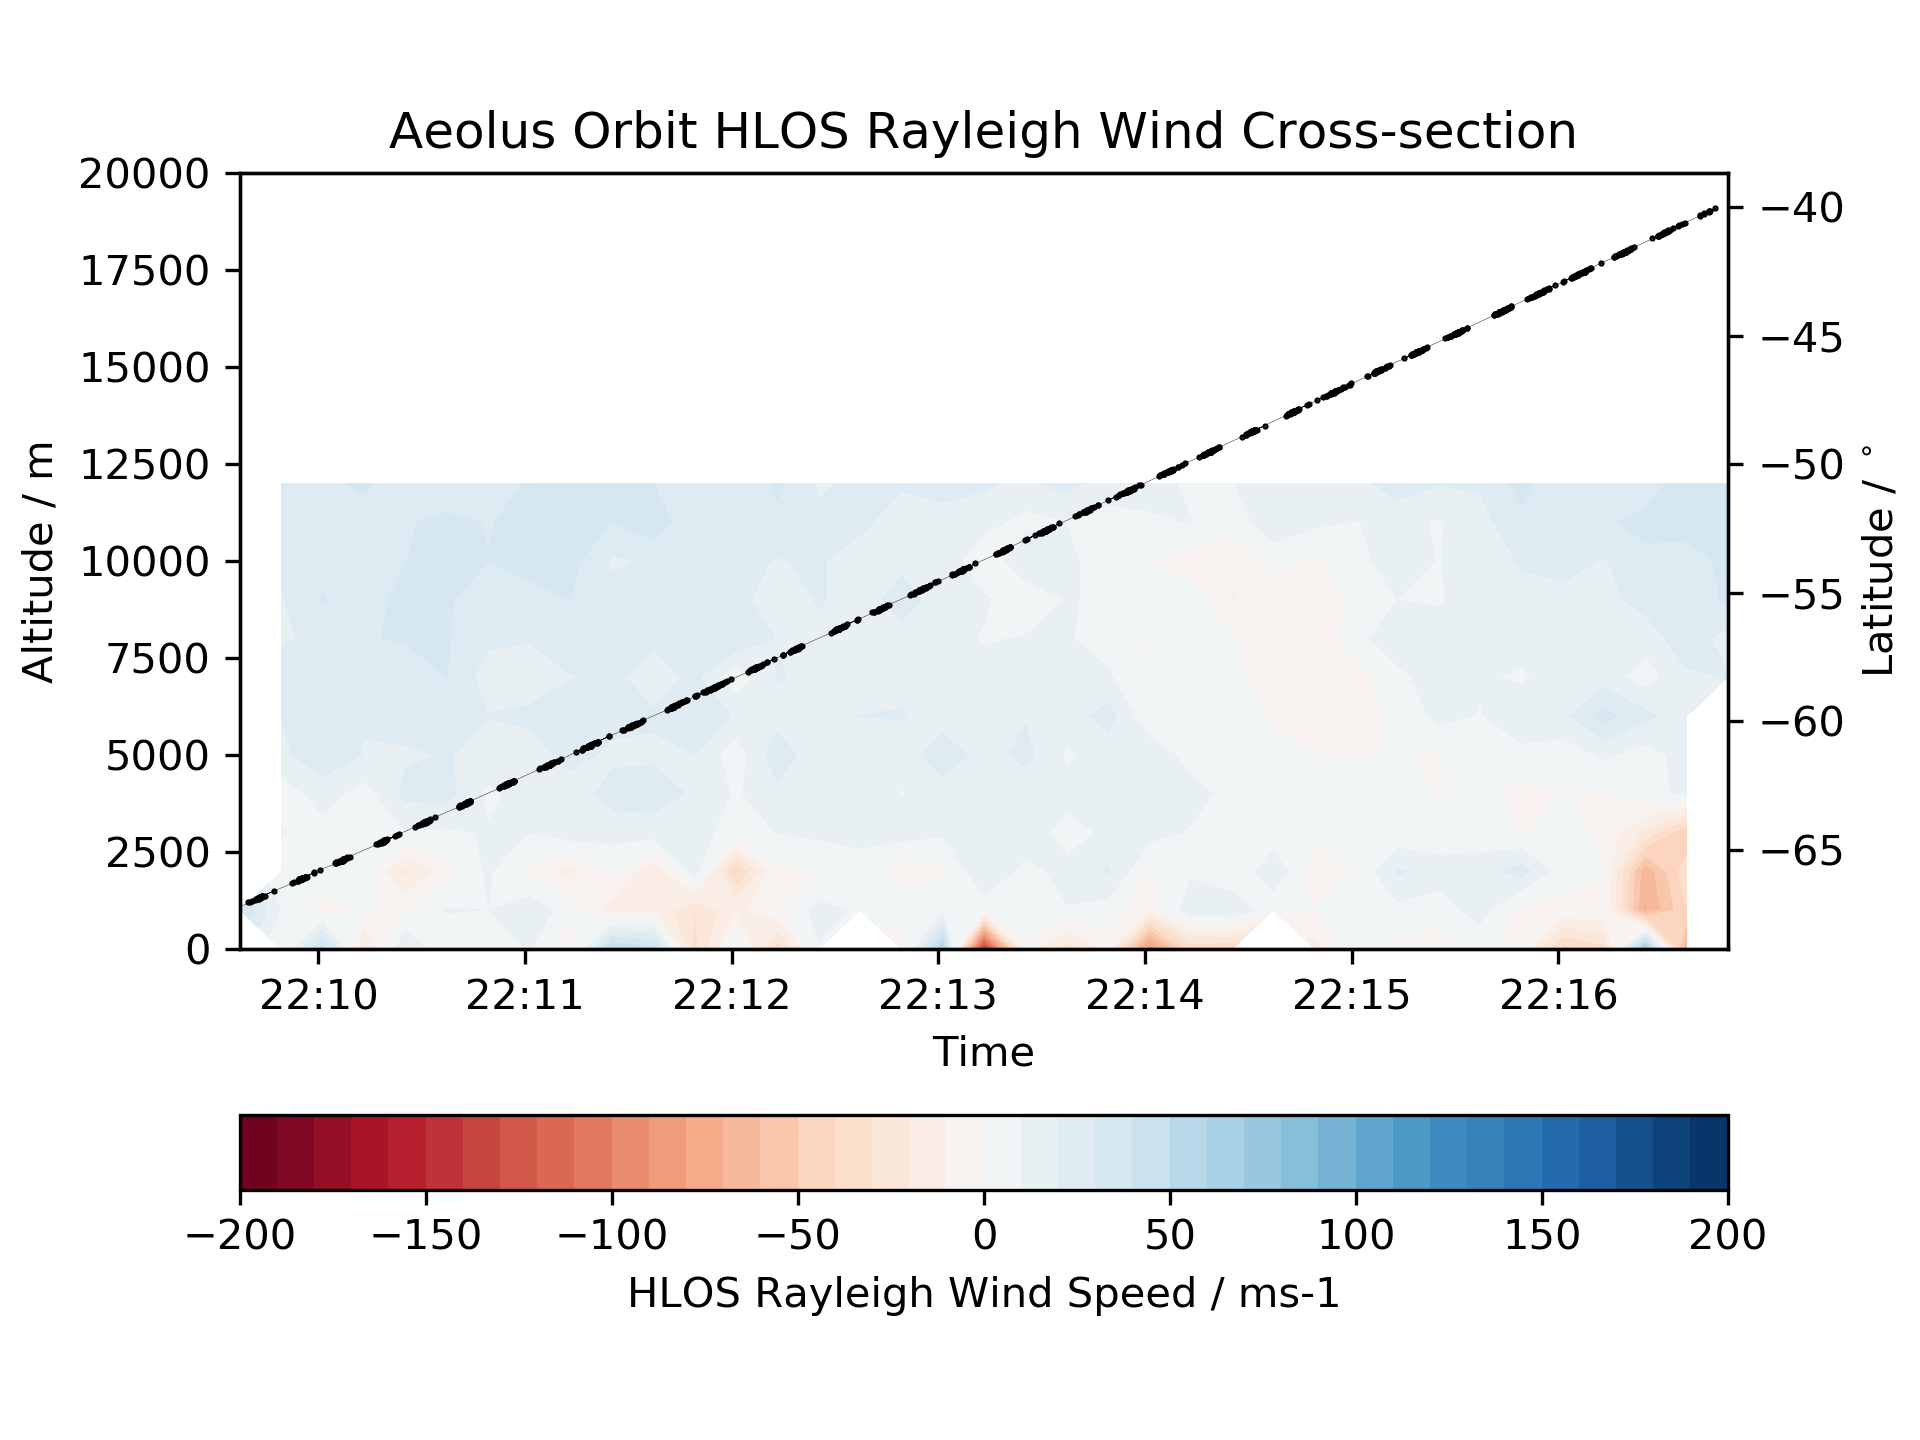 Aeolus Orbit HLOS Rayleigh Wind Cross-section
20000
17500
15000
12500
10000
7500
5000
2500
0
Altitude / m
−40
−45
−50
−55
−60
−65
Latitude / °
22:10 22:11 22:12 22:13 22:14 22:15 22:16
Time
−200 −150 −100 −50 0 50 100 150 200
HLOS Rayleigh Wind Speed / ms-1